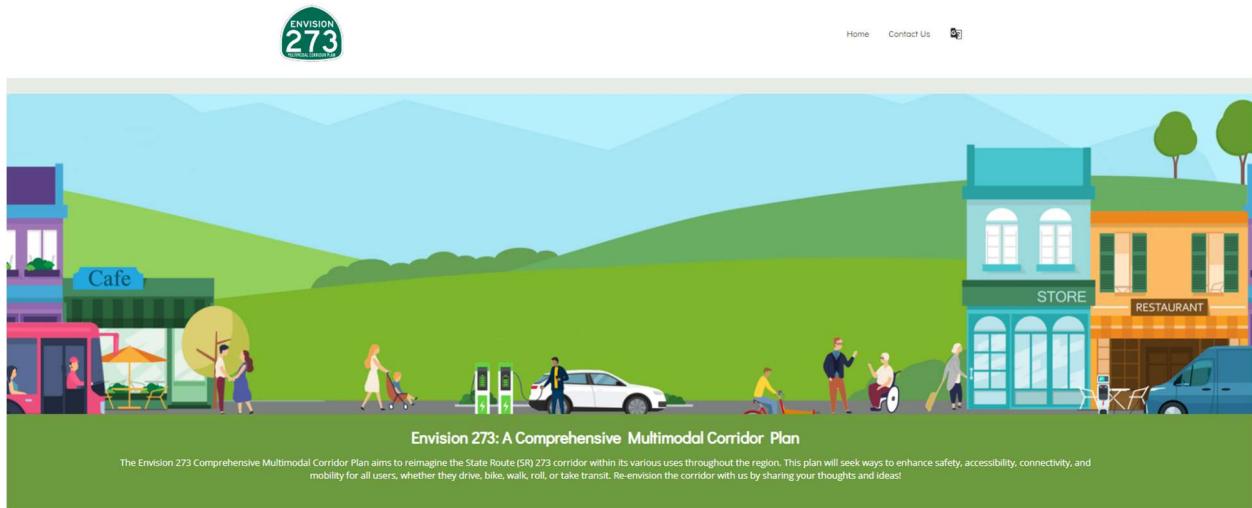 ENVISION
273
MULTIMODAL CORRIDOR PLAN
Home Contact Us
Cafe
STORE
RESTAURANT
Envision 273: A Comprehensive Multimodal Corridor Plan
The Envision 273 Comprehensive Multimodal Corridor Plan aims to reimagine the State Route (SR) 273 corridor within its various uses throughout the region. This plan will seek ways to enhance safety, accessibility, connectivity, and
mobility for all users, whether they drive, bike, walk, roll, or take transit. Re-envision the corridor with us by sharing your thoughts and ideas!